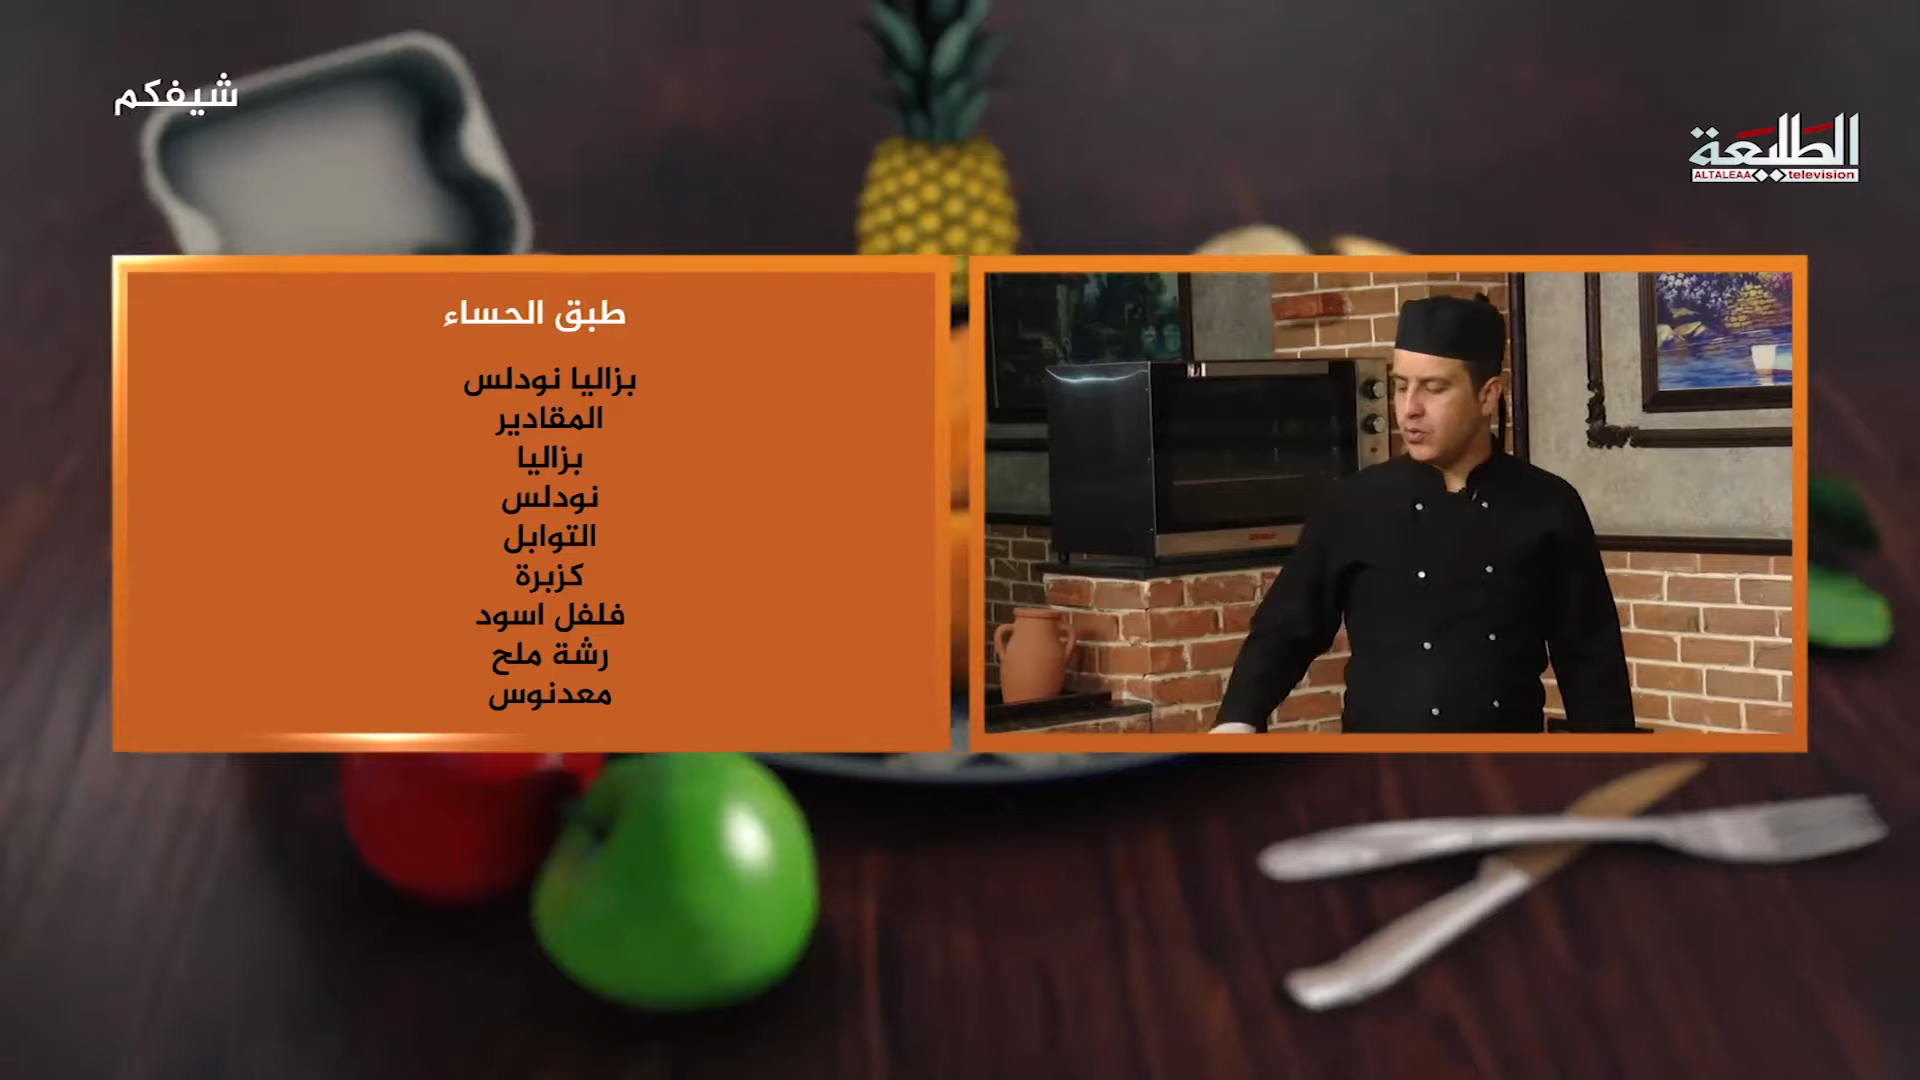 شيفكم
الطليعة
ALTALEAA television
طبق الحساء
بزاليا نودلس
المقادير
بزاليا
نودلس
التوابل
كزبرة
فلفل اسود
رشة ملح
معدنوس